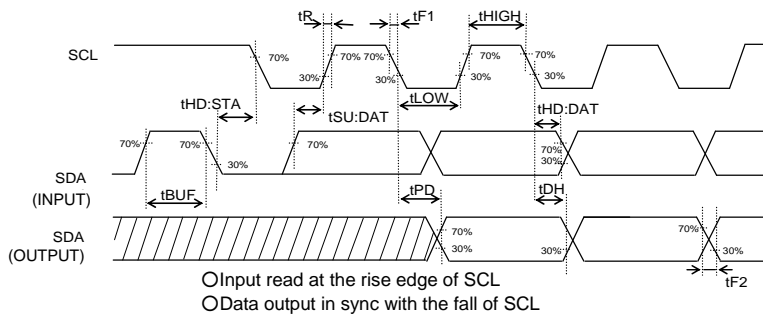 tR tF1 tHIGH
SCL 70% 70% 70% 70% 70%
30% 30% 30% 30%
tHD:STA tLOW tHD:DAT
tSU:DAT
70% 70% 70% 70%
30% 30%
SDA
(INPUT)
tBUF tPD tDH
SDA
(OUTPUT)
70% 70%
30% 30% 30%
tF2
○Input read at the rise edge of SCL
○Data output in sync with the fall of SCL